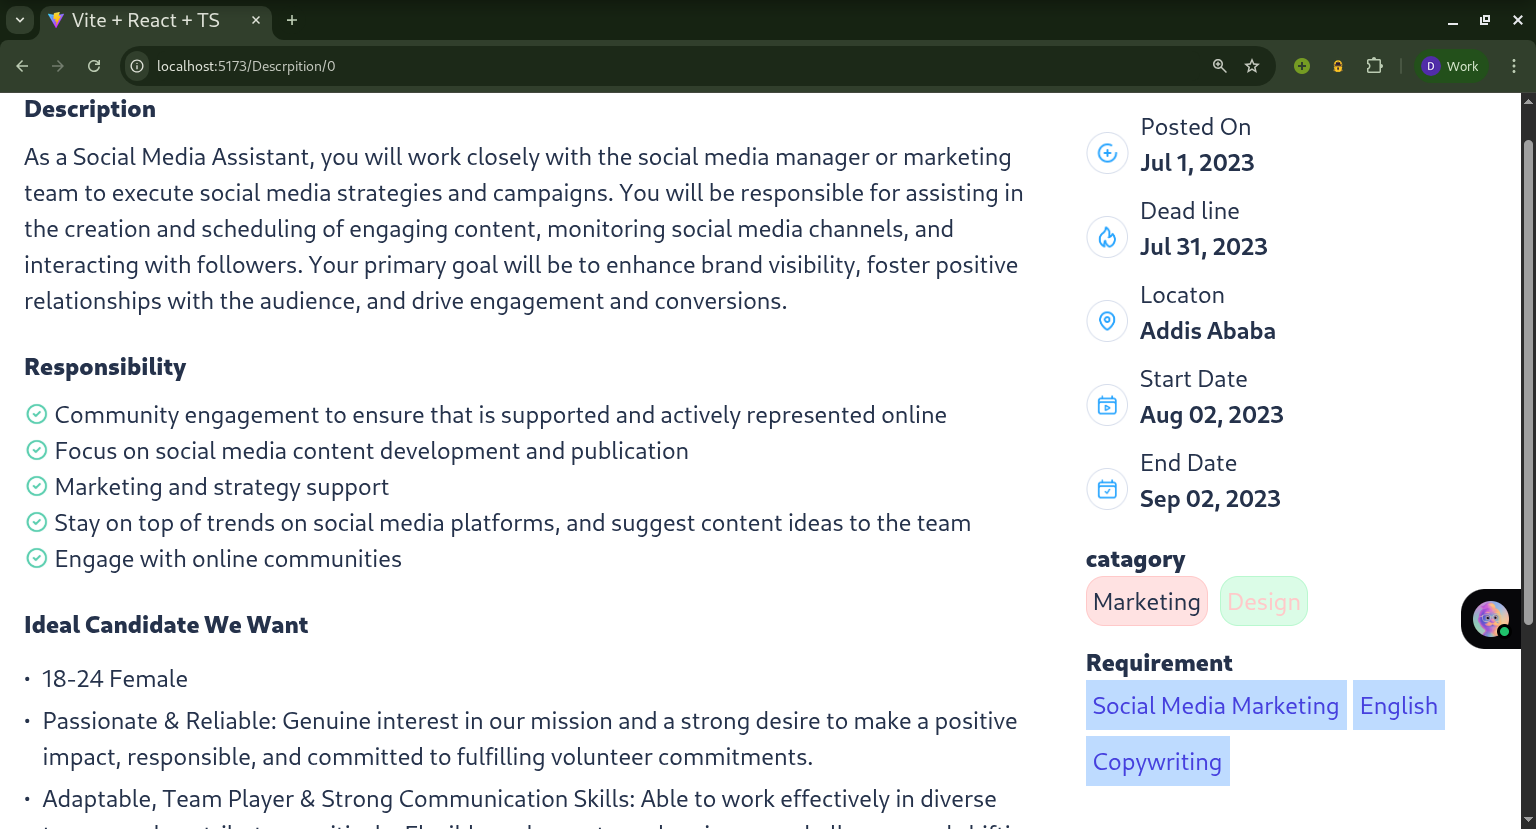 Vite + React + TS
localhost:5173/Descrpition/0
D Work
Description
As a Social Media Assistant, you will work closely with the social media manager or marketing
team to execute social media strategies and campaigns. You will be responsible for assisting in
the creation and scheduling of engaging content, monitoring social media channels, and
interacting with followers. Your primary goal will be to enhance brand visibility, foster positive
relationships with the audience, and drive engagement and conversions.
Responsibility
Community engagement to ensure that is supported and actively represented online
Focus on social media content development and publication
Marketing and strategy support
Stay on top of trends on social media platforms, and suggest content ideas to the team
Engage with online communities
Ideal Candidate We Want
• 18-24 Female
• Passionate & Reliable: Genuine interest in our mission and a strong desire to make a positive
impact, responsible, and committed to fulfilling volunteer commitments.
• Adaptable, Team Player & Strong Communication Skills: Able to work effectively in diverse
Posted On
Jul 1, 2023
Dead line
Jul 31, 2023
Locaton
Addis Ababa
Start Date
Aug 02, 2023
End Date
Sep 02, 2023
catagory
Marketing Design
Requirement
Social Media Marketing English
Copywriting